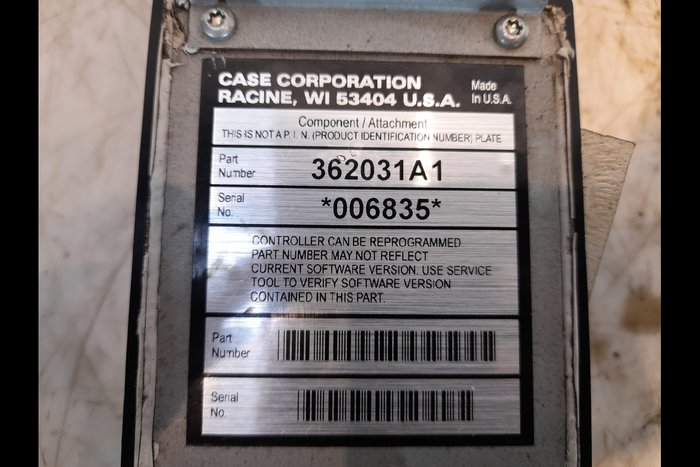 CASE CORPORATION
RACINE, WI 53404 U.S.A.
Made
In U.S.A.
Component / Attachment
THIS IS NOT A P. I. N. (PRODUCT IDENTIFICATION NUMBER) PLATE
Part
Number
362031A1
Serial
No.
*006835*
CONTROLLER CAN BE REPROGRAMMED
PART NUMBER MAY NOT REFLECT
CURRENT SOFTWARE VERSION. USE SERVICE
TOOL TO VERIFY SOFTWARE VERSION
CONTAINED IN THIS PART.
Part
Number
Serial
No.